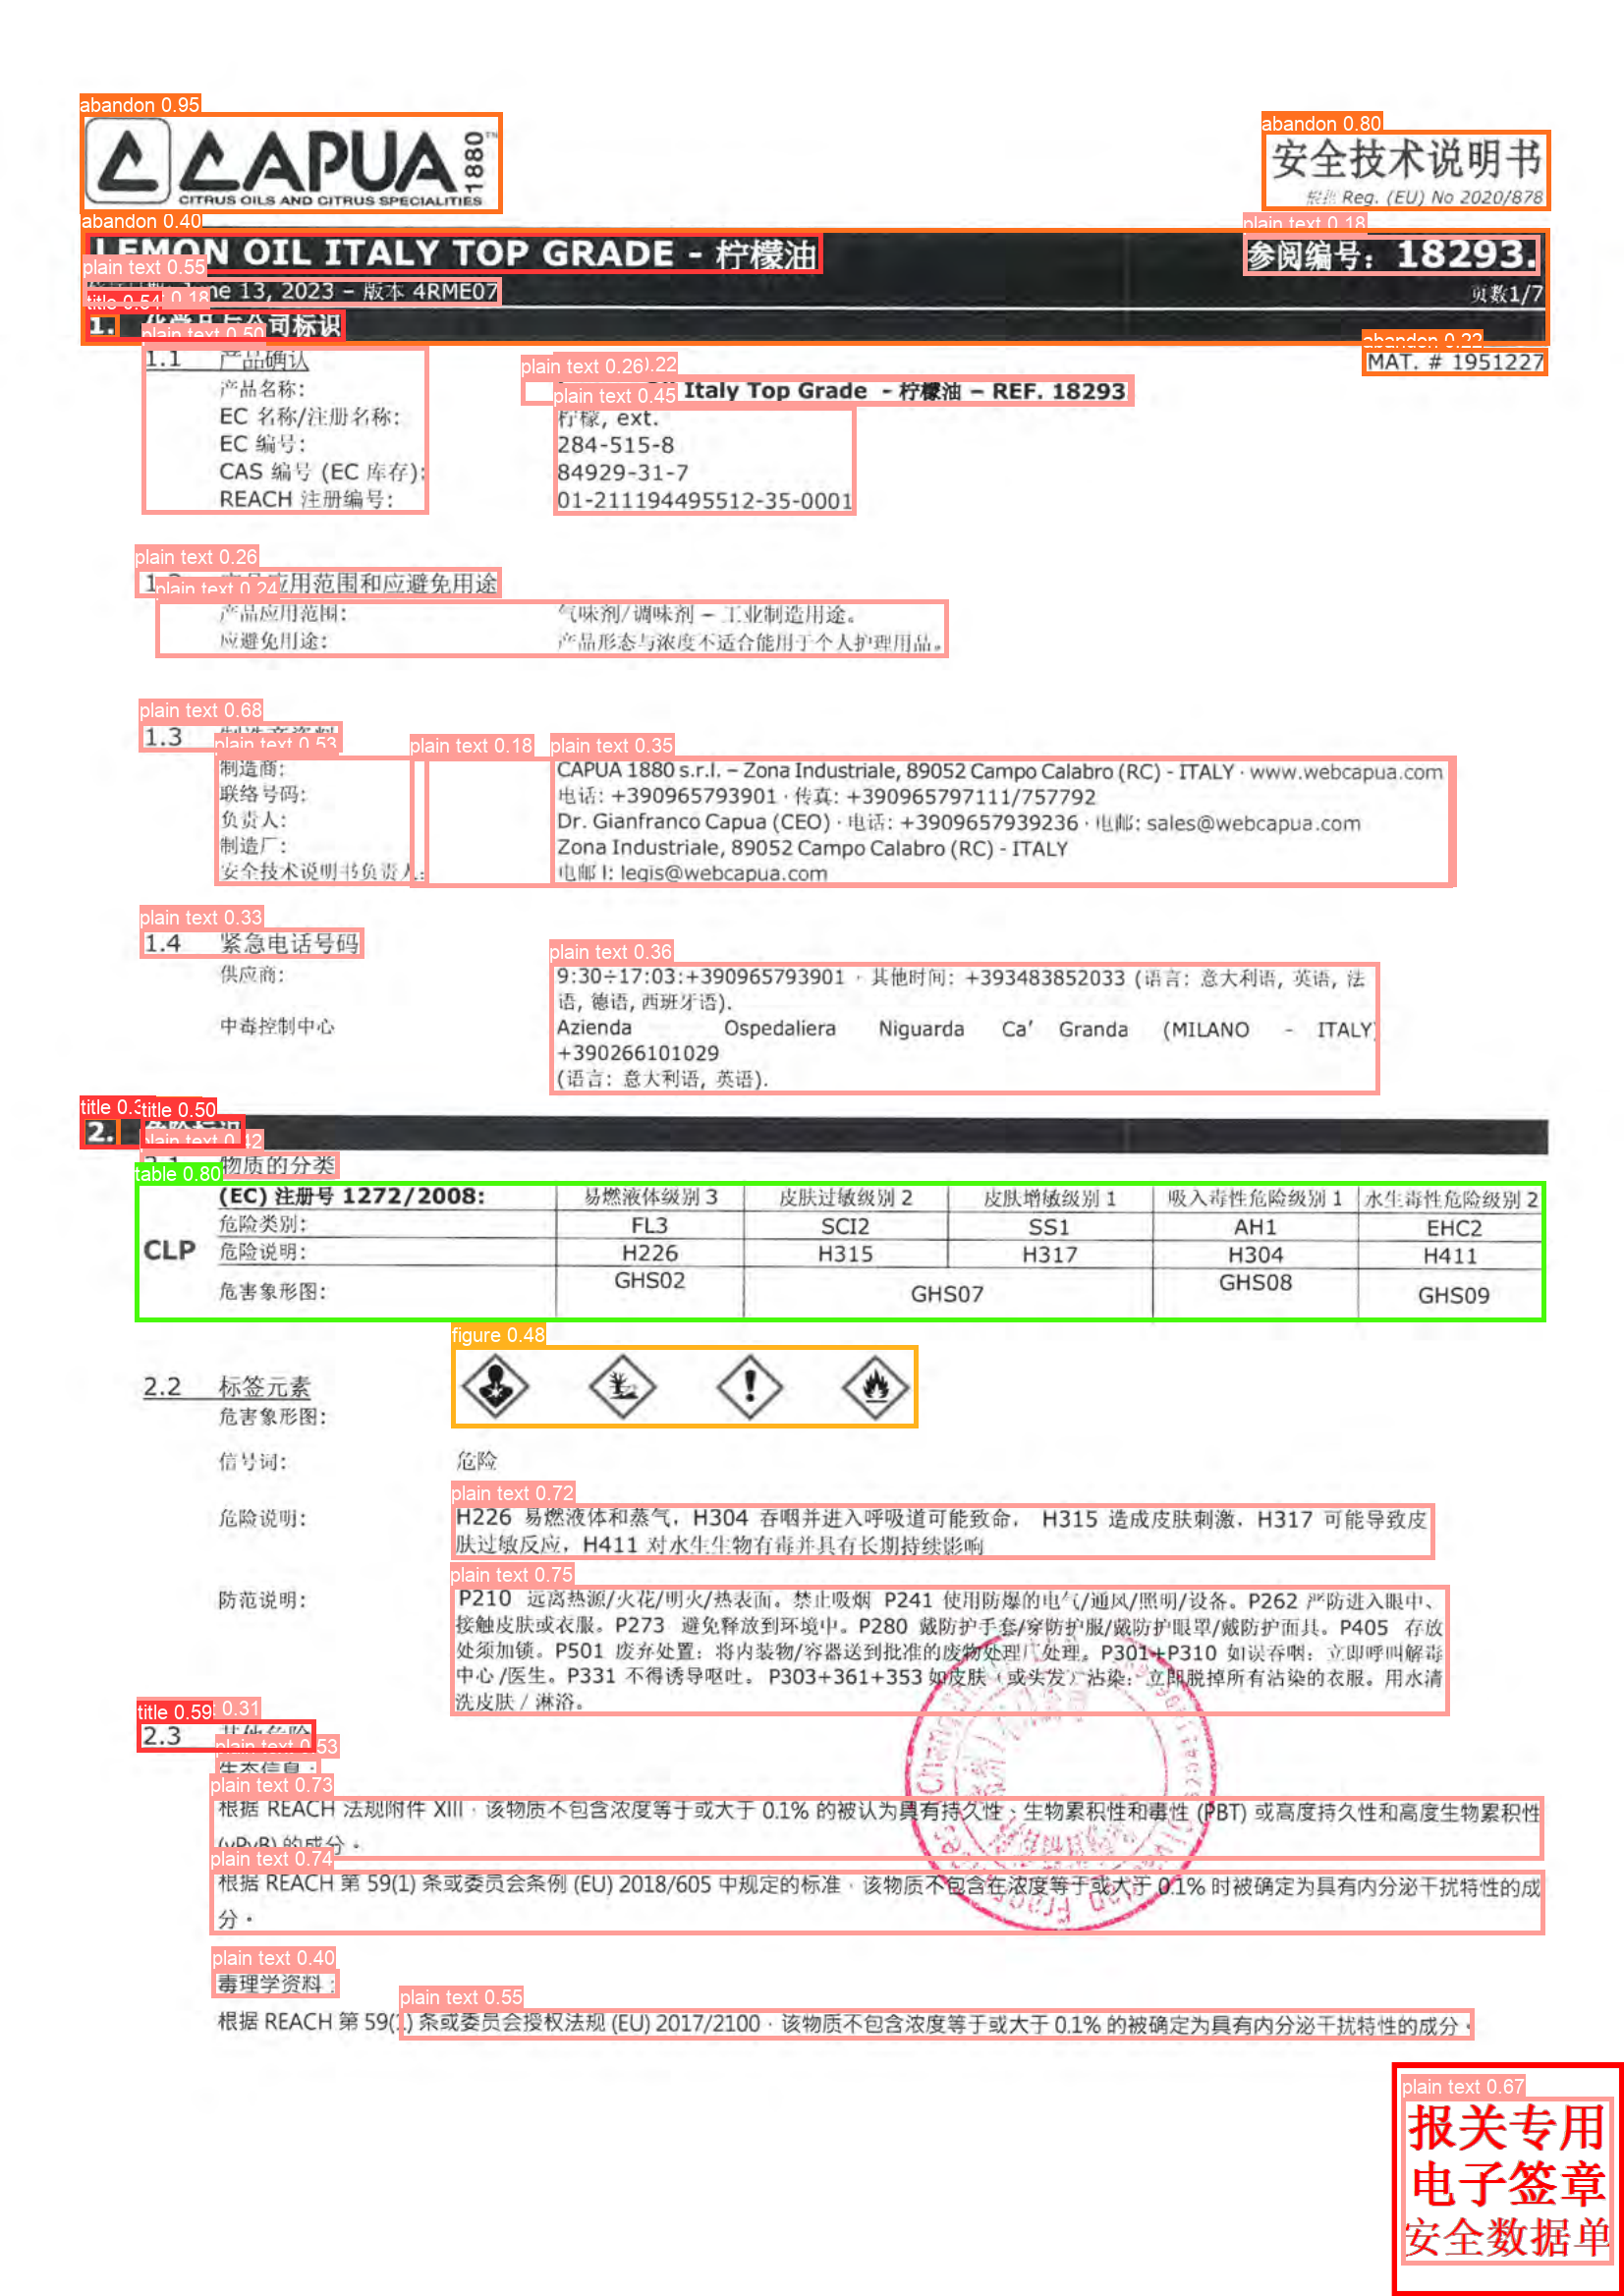 abandon 0.95
CAPUA 1880™
CITRUS OILS AND CITRUS SPECIALITIES
abandon 0.80
安全技术说明书
根据 Reg. (EU) No 2020/878
abandon 0.40
plain text 0.18
LEMON OIL ITALY TOP GRADE - 柠檬油
参阅编号: 18293.
plain text 0.55
June 13, 2023 – 版本 4RME07
页数1/7
title 0.54
0.18
1.
公司标识
plain text 0.50
abandon 0.22
MAT. # 1951227
1.1 产品确认
plain text 0.26
.22
产品名称:
Italy Top Grade - 柠檬油 – REF. 18293
plain text 0.45
EC 名称/注册名称: 柠檬, ext.
EC 编号: 284-515-8
CAS 编号 (EC 库存): 84929-31-7
REACH 注册编号: 01-211194495512-35-0001
plain text 0.26
应用范围和应避免用途
plain text 0.24
产品应用范围: 气味剂/调味剂 – 工业制造用途。
应避免用途: 产品形态与浓度不适合能用于个人护理用品。
plain text 0.68
1.3
plain text 0.53
plain text 0.18
plain text 0.35
制造商: CAPUA 1880 s.r.l. – Zona Industriale, 89052 Campo Calabro (RC) - ITALY · www.webcapua.com
联络号码: 电话: +390965793901 · 传真: +390965797111/757792
负责人: Dr. Gianfranco Capua (CEO) · 电话: +3909657939236 · 电邮: sales@webcapua.com
制造厂: Zona Industriale, 89052 Campo Calabro (RC) - ITALY
安全技术说明书负责人: 电邮 l: legis@webcapua.com
plain text 0.33
1.4 紧急电话号码
plain text 0.36
供应商: 9:30÷17:03:+390965793901 · 其他时间: +393483852033 (语言: 意大利语, 英语, 法
语, 德语, 西班牙语).
中毒控制中心 Azienda Ospedaliera Niguarda Ca’ Granda (MILANO - ITALY)
+390266101029
(语言: 意大利语, 英语).
title 0.3
title 0.50
2.
plain text 0.42
物质的分类
table 0.80
(EC) 注册号 1272/2008: 易燃液体级别 3 皮肤过敏级别 2 皮肤增敏级别 1 吸入毒性危险级别 1 水生毒性危险级别 2
危险类别: FL3 SCI2 SS1 AH1 EHC2
CLP 危险说明: H226 H315 H317 H304 H411
危害象形图: GHS02 GHS07 GHS08 GHS09
figure 0.48
2.2 标签元素
危害象形图:
信号词: 危险
plain text 0.72
危险说明: H226 易燃液体和蒸气, H304 吞咽并进入呼吸道可能致命, H315 造成皮肤刺激, H317 可能导致皮
肤过敏反应, H411 对水生生物有毒并具有长期持续影响
plain text 0.75
防范说明: P210 远离热源/火花/明火/热表面。禁止吸烟 P241 使用防爆的电气/通风/照明/设备。P262 严防进入眼中、
接触皮肤或衣服。P273 避免释放到环境中。P280 戴防护手套/穿防护服/戴防护眼罩/戴防护面具。P405 存放
处须加锁。P501 废弃处置: 将内装物/容器送到批准的废物处理厂处理。P301+P310 如误吞咽: 立即呼叫解毒
中心/医生。P331 不得诱导呕吐。P303+361+353 如皮肤（或头发）沾染: 立即脱掉所有沾染的衣服。用水清
洗皮肤 / 淋浴。
title 0.59
0.31
2.3 其他危险
plain text 0.53
生态信息:
plain text 0.73
根据 REACH 法规附件 XIII，该物质不包含浓度等于或大于 0.1% 的被认为具有持久性、生物累积性和毒性 (PBT) 或高度持久性和高度生物累积性
(vPvB) 的成分。
plain text 0.74
根据 REACH 第 59(1) 条或委员会条例 (EU) 2018/605 中规定的标准，该物质不包含在浓度等于或大于 0.1% 时被确定为具有内分泌干扰特性的成
分。
plain text 0.40
毒理学资料:
plain text 0.55
根据 REACH 第 59(1) 条或委员会授权法规 (EU) 2017/2100，该物质不包含浓度等于或大于 0.1% 的被确定为具有内分泌干扰特性的成分。
plain text 0.67
报关专用
电子签章
安全数据单